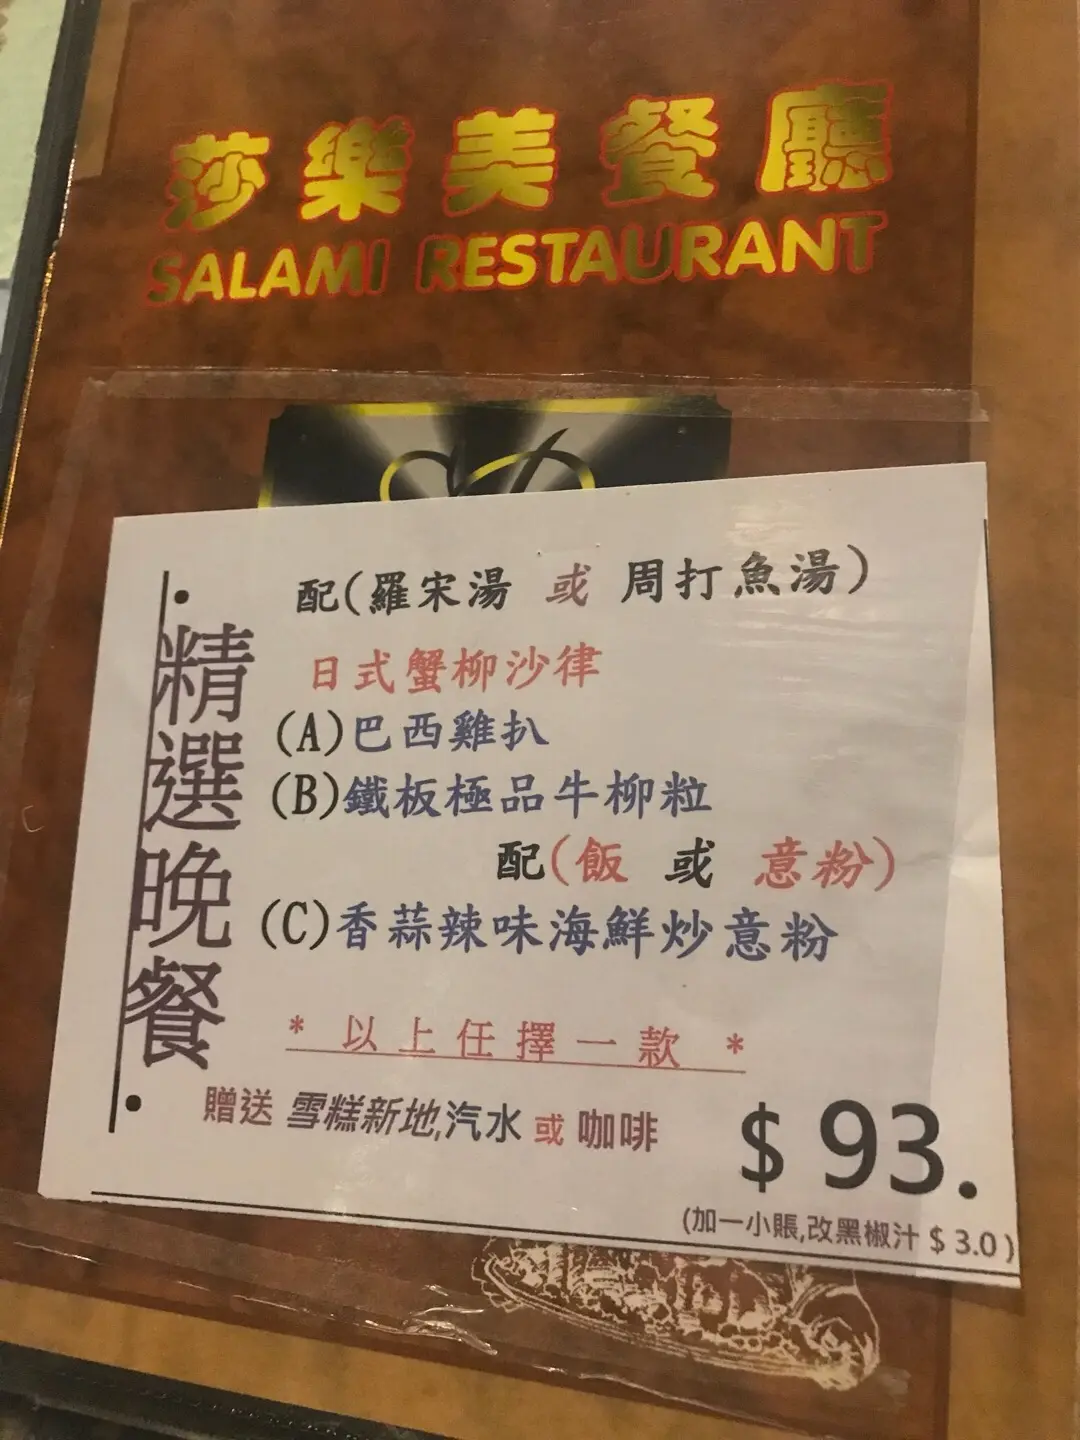 莎樂美餐廳
SALAMI RESTAURANT
精選晚餐
配(羅宋湯 或 周打魚湯)
日式蟹柳沙律
(A)巴西雞扒
(B)鐵板極品牛柳粒
配(飯 或 意粉)
(C)香蒜辣味海鮮炒意粉
* 以上任擇一款 *
贈送 雪糕新地,汽水 或 咖啡
$ 93.
(加一小賬,改黑椒汁 $ 3.0 )